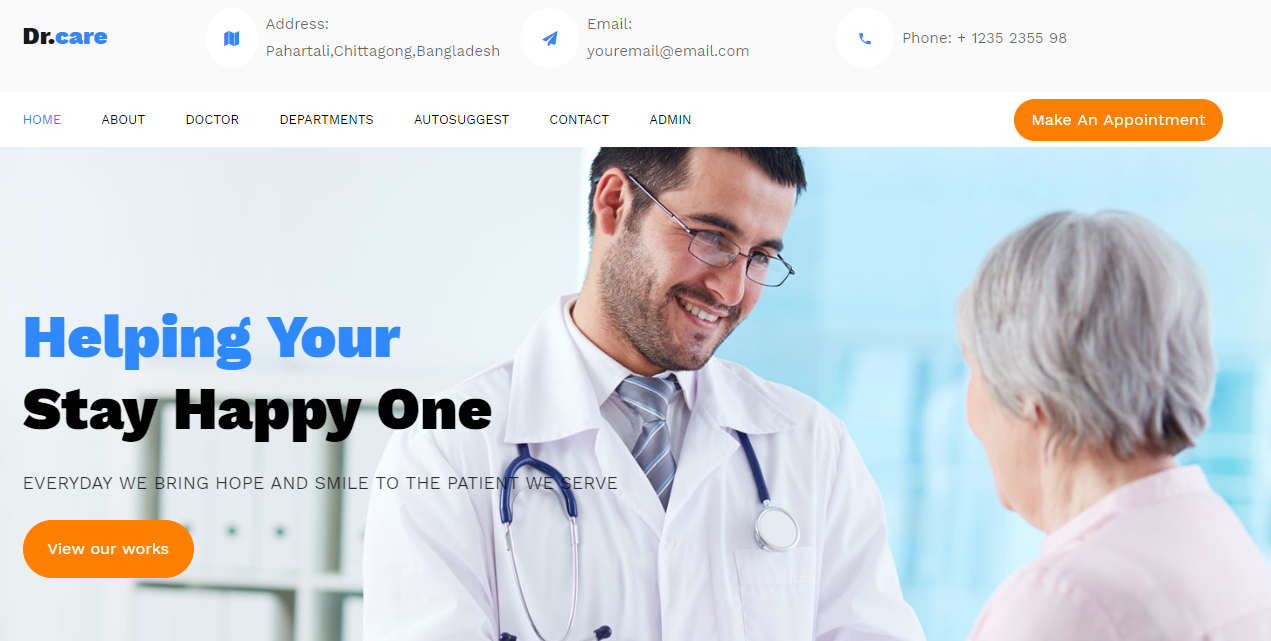 Dr.care
Address:
Pahartali,Chittagong,Bangladesh
Email:
youremail@email.com
Phone: + 1235 2355 98
HOME ABOUT DOCTOR DEPARTMENTS AUTOSUGGEST CONTACT ADMIN
Make An Appointment
Helping Your
Stay Happy One
EVERYDAY WE BRING HOPE AND SMILE TO THE PATIENT WE SERVE
View our works